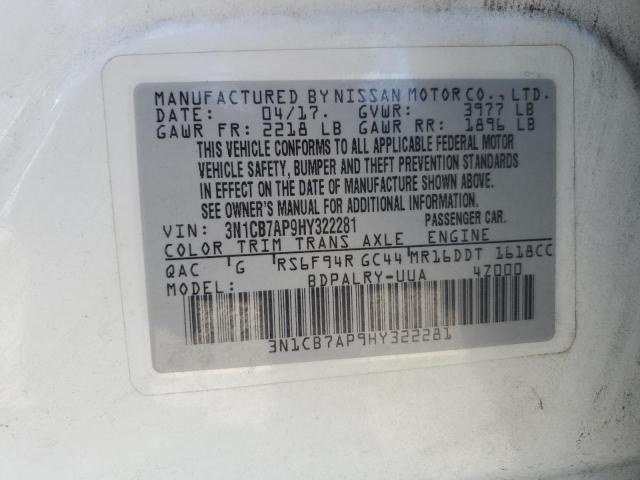 MANUFACTURED BY NISSAN MOTOR CO., LTD.
DATE: 04/17. GVWR: 3977 LB
GAWR FR: 2218 LB GAWR RR: 1896 LB
THIS VEHICLE CONFORMS TO ALL APPLICABLE FEDERAL MOTOR
VEHICLE SAFETY, BUMPER AND THEFT PREVENTION STANDARDS
IN EFFECT ON THE DATE OF MANUFACTURE SHOWN ABOVE.
SEE OWNER'S MANUAL FOR ADDITIONAL INFORMATION.
VIN: 3N1CB7AP9HY322281 PASSENGER CAR.
COLOR TRIM TRANS AXLE ENGINE
QAC G RS6F94R GC44 MR16DDT 1618CC
MODEL: BDPALRY-UUA 47000
3N1CB7AP9HY322281